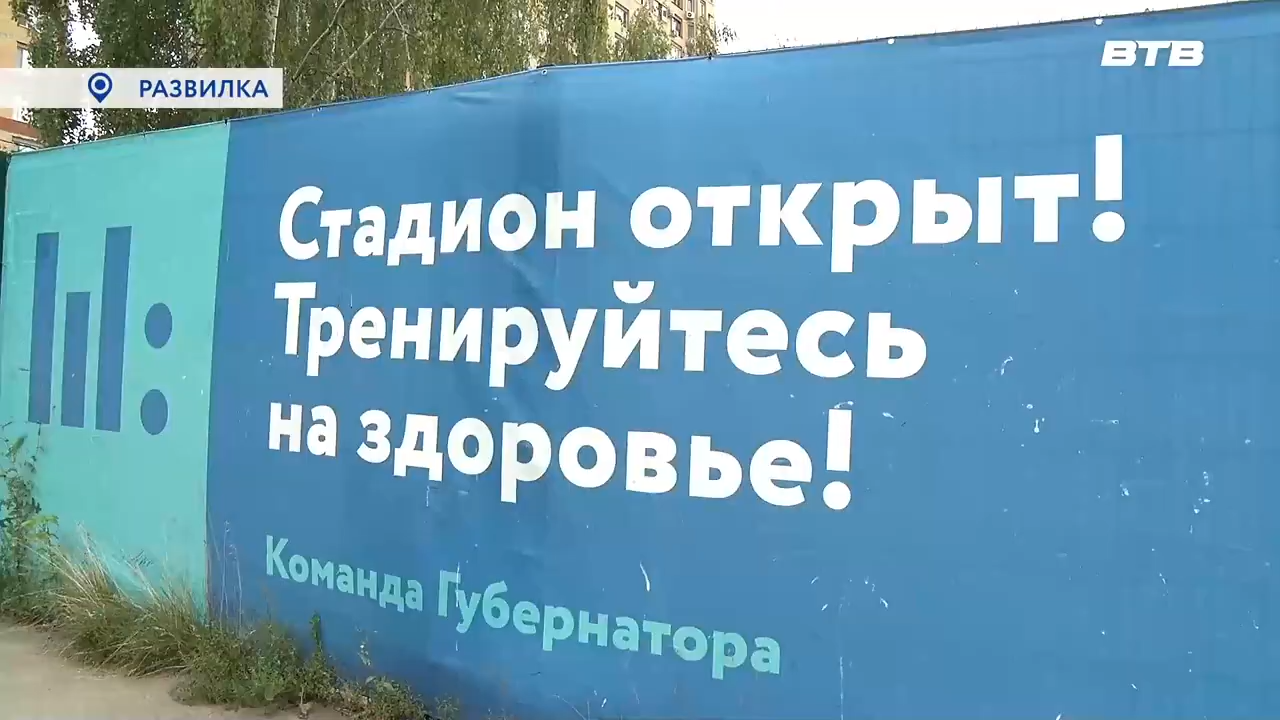 РАЗВИЛКА
ВТВ
Стадион открыт!
Тренируйтесь
на здоровье!
Команда Губернатора